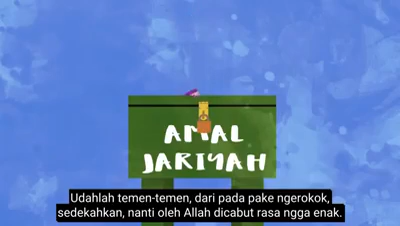 AMAL
JARIYAH
Udahlah temen-temen, dari pada pake ngerokok,
sedekahkan, nanti oleh Allah dicabut rasa ngga enak.